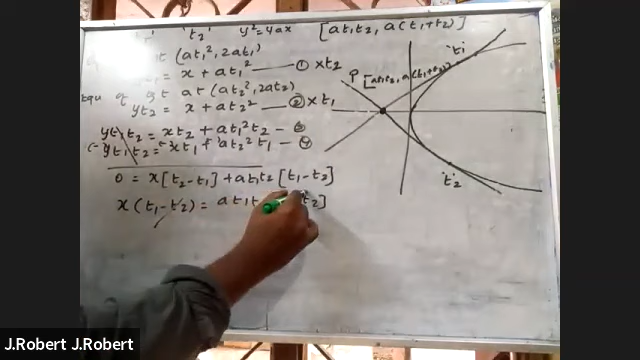 't2' y² = 4ax [at1t2, a(t1+t2)]
at (at1², 2at1)
= x + at1² —— ① ×t2
of at (at2², 2at2)
yt2 = x + at2² —— ② ×t1
yt1t2 = xt2 + at1²t2 — ③
(-) yt1t2 = xt1 + at2²t1 — ④
0 = x[t2-t1] + at1t2 [t1-t2]
x(t1-t2) = at1t t2]
't1'
P [at1t2, a(t1+t2)]
't2'
J.Robert J.Robert